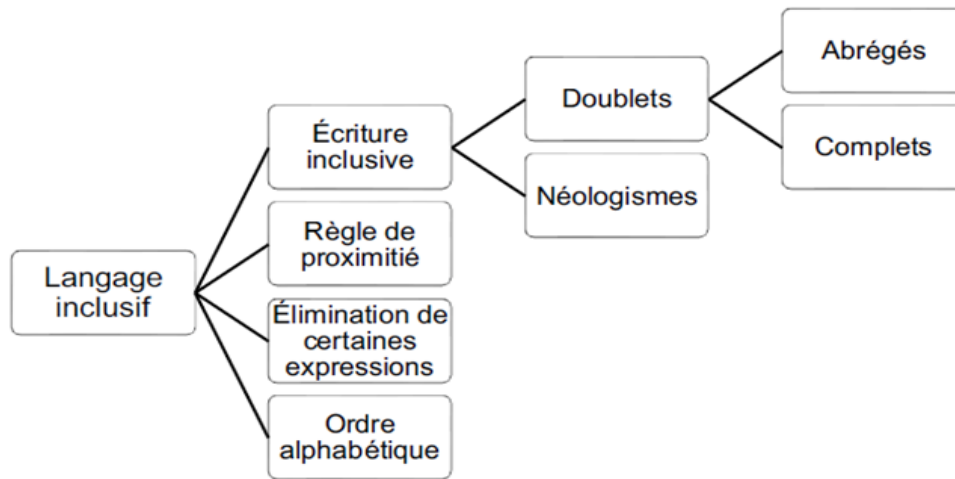 Langage
inclusif
Écriture
inclusive
Règle de
proximitié
Élimination de
certaines
expressions
Ordre
alphabétique
Doublets
Néologismes
Abrégés
Complets